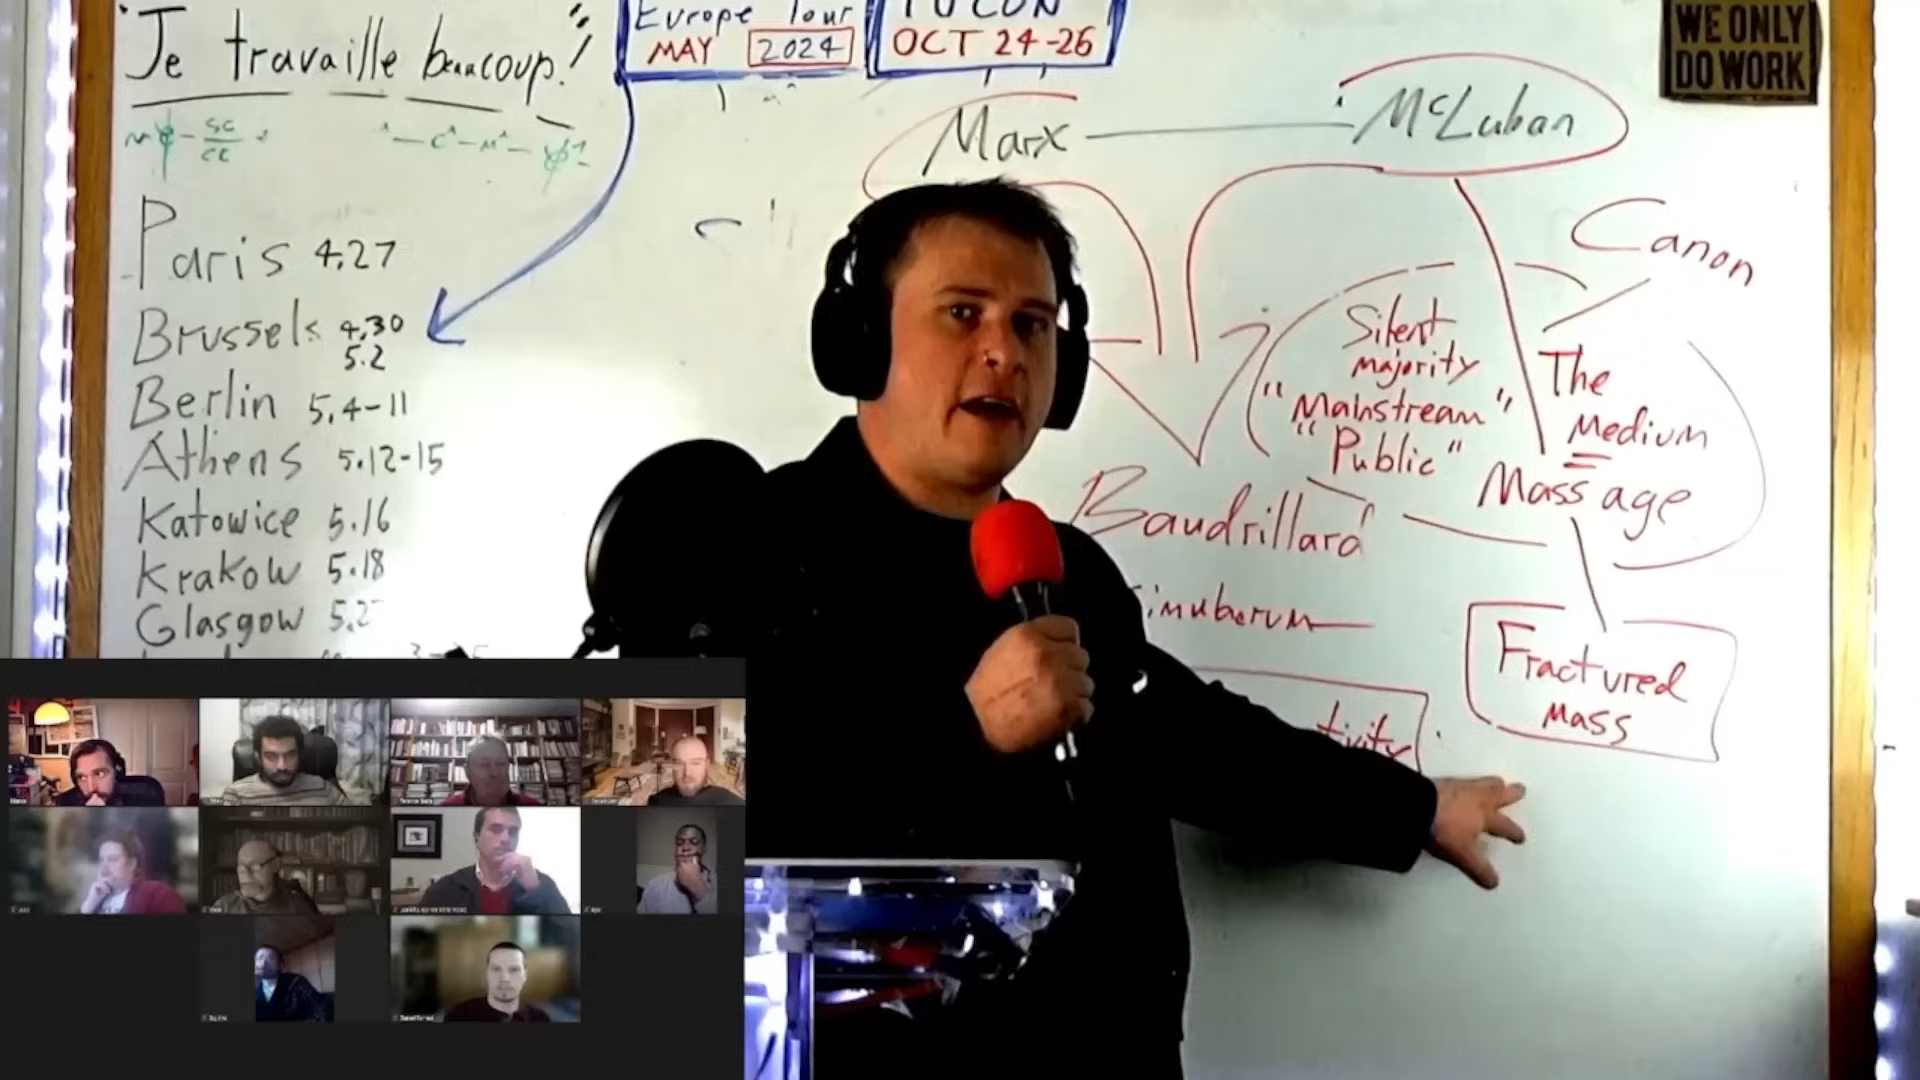 "Je travaille beaucoup!"
Europe Tour
MAY 2024
TUCON
OCT 24-26
WE ONLY
DO WORK
Paris 4.27
Brussels 4.30
5.2
Berlin 5.4-11
Athens 5.12-15
Katowice 5.16
Krakow 5.18
Glasgow
Marx
McLuhan
Canon
Silent
majority
"Mainstream"
"Public"
The
Medium
Massage
Baudrillard
Fractured
mass